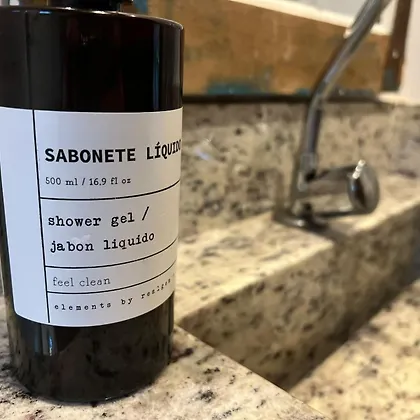 SABONETE LÍQUIDO
500 ml / 16.9 fl oz
shower gel /
jabon liquido
feel clean
elements by